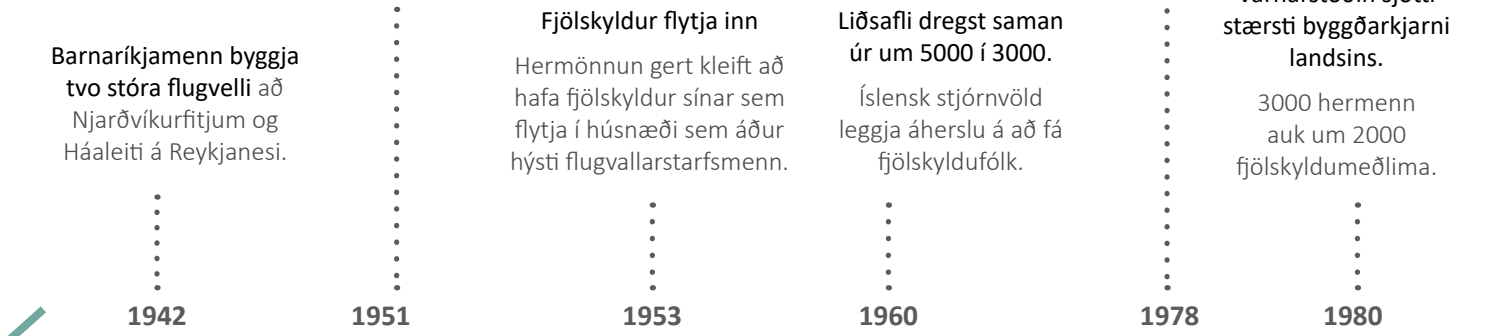 Barnaríkjamenn byggja
tvo stóra flugvelli að
Njarðvíkurfitjum og
Háaleiti á Reykjanesi.
1942
1951
Fjölskyldur flytja inn
Hermönnun gert kleift að
hafa fjölskyldur sínar sem
flytja í húsnæði sem áður
hýsti flugvallarstarfsmenn.
1953
Liðsafli dregst saman
úr um 5000 í 3000.
Íslensk stjórnvöld
leggja áherslu á að fá
fjölskyldufólk.
1960
1978
stærsti byggðarkjarni
landsins.
3000 hermenn
auk um 2000
fjölskyldumeðlima.
1980